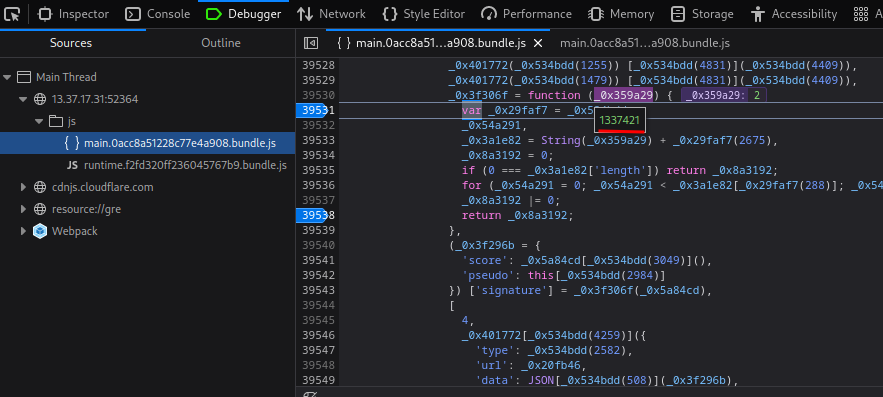 Inspector Console Debugger Network Style Editor Performance Memory Storage Accessibility Applic
Sources Outline
{ } main.0acc8a51…a908.bundle.js × main.0acc8a51…a908.bundle.js
Main Thread
13.37.17.31:52364
js
{ } main.0acc8a51228c77e4a908.bundle.js
JS runtime.f2fd320ff236045767b9.bundle.js
cdnjs.cloudflare.com
resource://gre
Webpack
39528 _0x401772(_0x534bdd(1255)) [_0x534bdd(4831)](_0x534bdd(4409)),
39529 _0x401772(_0x534bdd(1479)) [_0x534bdd(4831)](_0x534bdd(4409)),
39530 _0x3f306f = function (_0x359a29) { _0x359a29: 2
39531 var _0x29faf7 = _0x5
1337421
39532 _0x54a291,
39533 _0x3a1e82 = String(_0x359a29) + _0x29faf7(2675),
39534 _0x8a3192 = 0;
39535 if (0 === _0x3a1e82['length']) return _0x8a3192;
39536 for (_0x54a291 = 0; _0x54a291 < _0x3a1e82[_0x29faf7(288)]; _0x54
39537 _0x8a3192 |= 0;
39538 return _0x8a3192;
39539 },
39540 (_0x3f296b = {
39541 'score': _0x5a84cd[_0x534bdd(3049)](),
39542 'pseudo': this[_0x534bdd(2984)]
39543 }) ['signature'] = _0x3f306f(_0x5a84cd),
39544 [
39545 4,
39546 _0x401772[_0x534bdd(4259)]({
39547 'type': _0x534bdd(2582),
39548 'url': _0x20fb46,
39549 'data': JSON[_0x534bdd(508)](_0x3f296b),